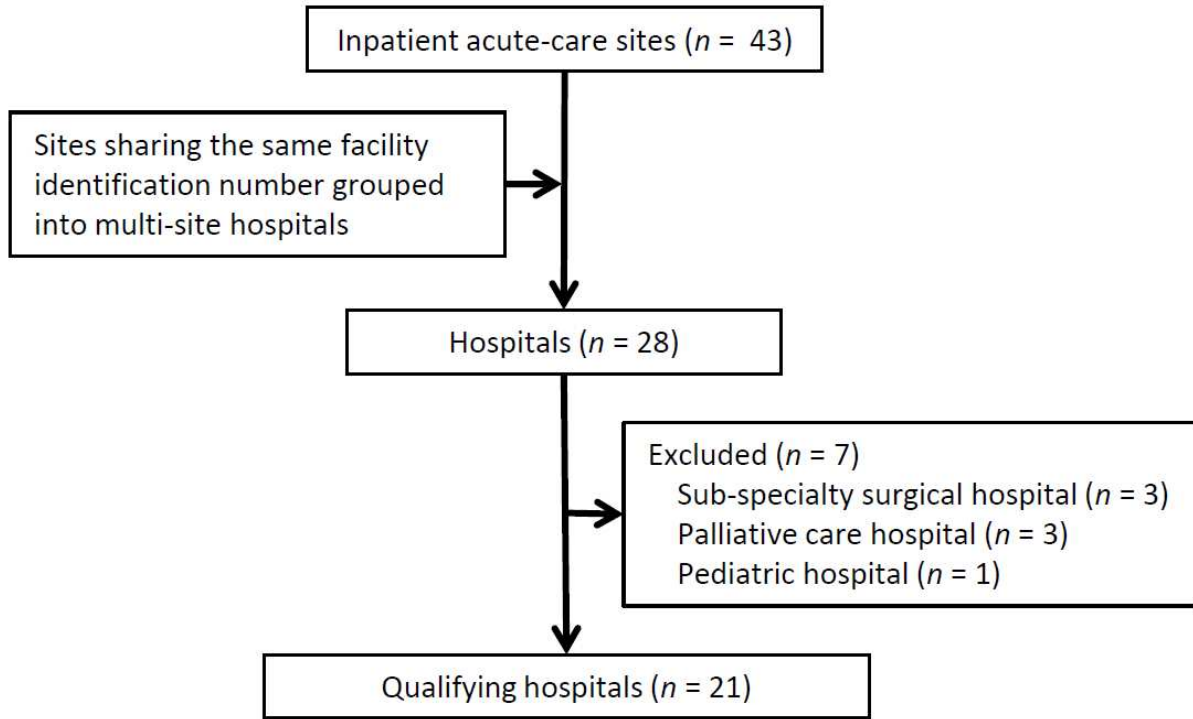 Inpatient acute-care sites (n = 43)
Sites sharing the same facility
identification number grouped
into multi-site hospitals
Hospitals (n = 28)
Excluded (n = 7)
Sub-specialty surgical hospital (n = 3)
Palliative care hospital (n = 3)
Pediatric hospital (n = 1)
Qualifying hospitals (n = 21)